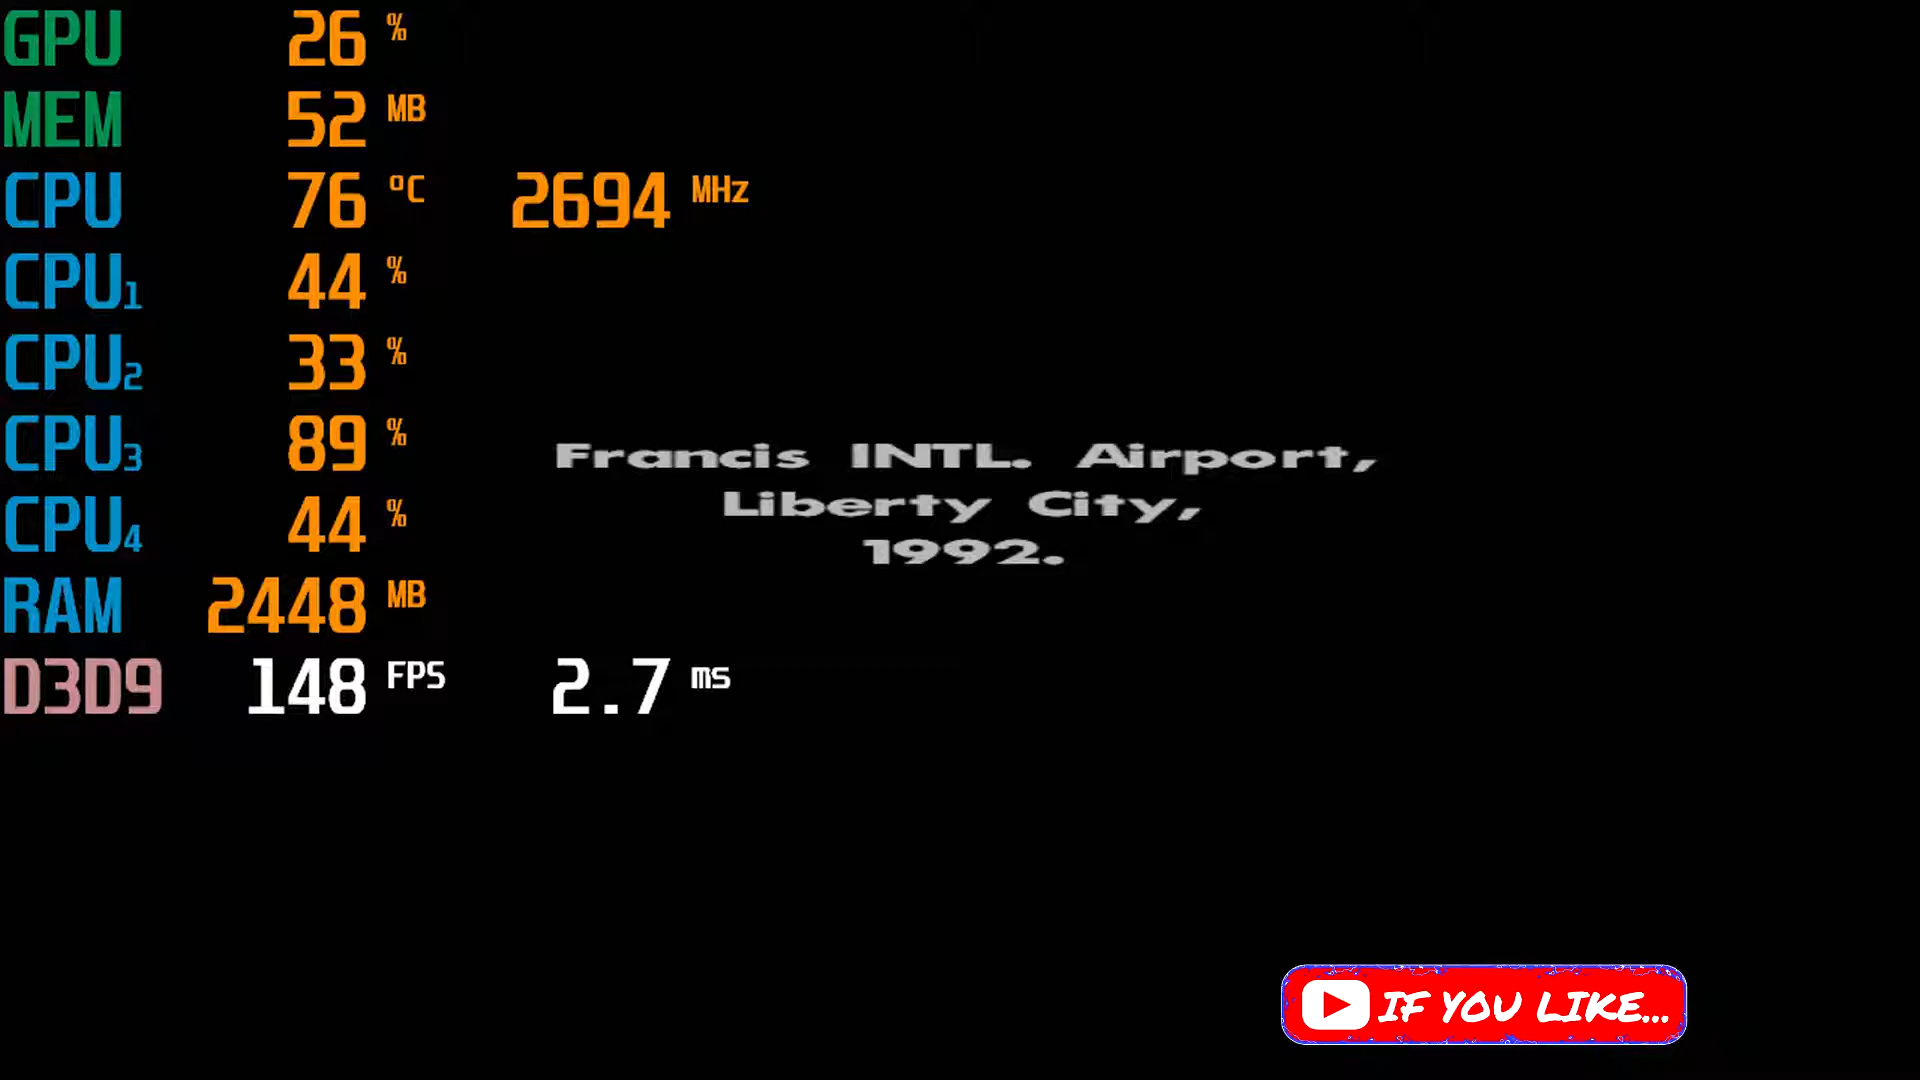 GPU 26 %
MEM 52 MB
CPU 76 °C 2694 MHz
CPU1 44 %
CPU2 33 %
CPU3 89 %
CPU4 44 %
RAM 2448 MB
D3D9 148 FPS 2.7 ms
Francis INTL. Airport,
Liberty City,
1992.
IF YOU LIKE...